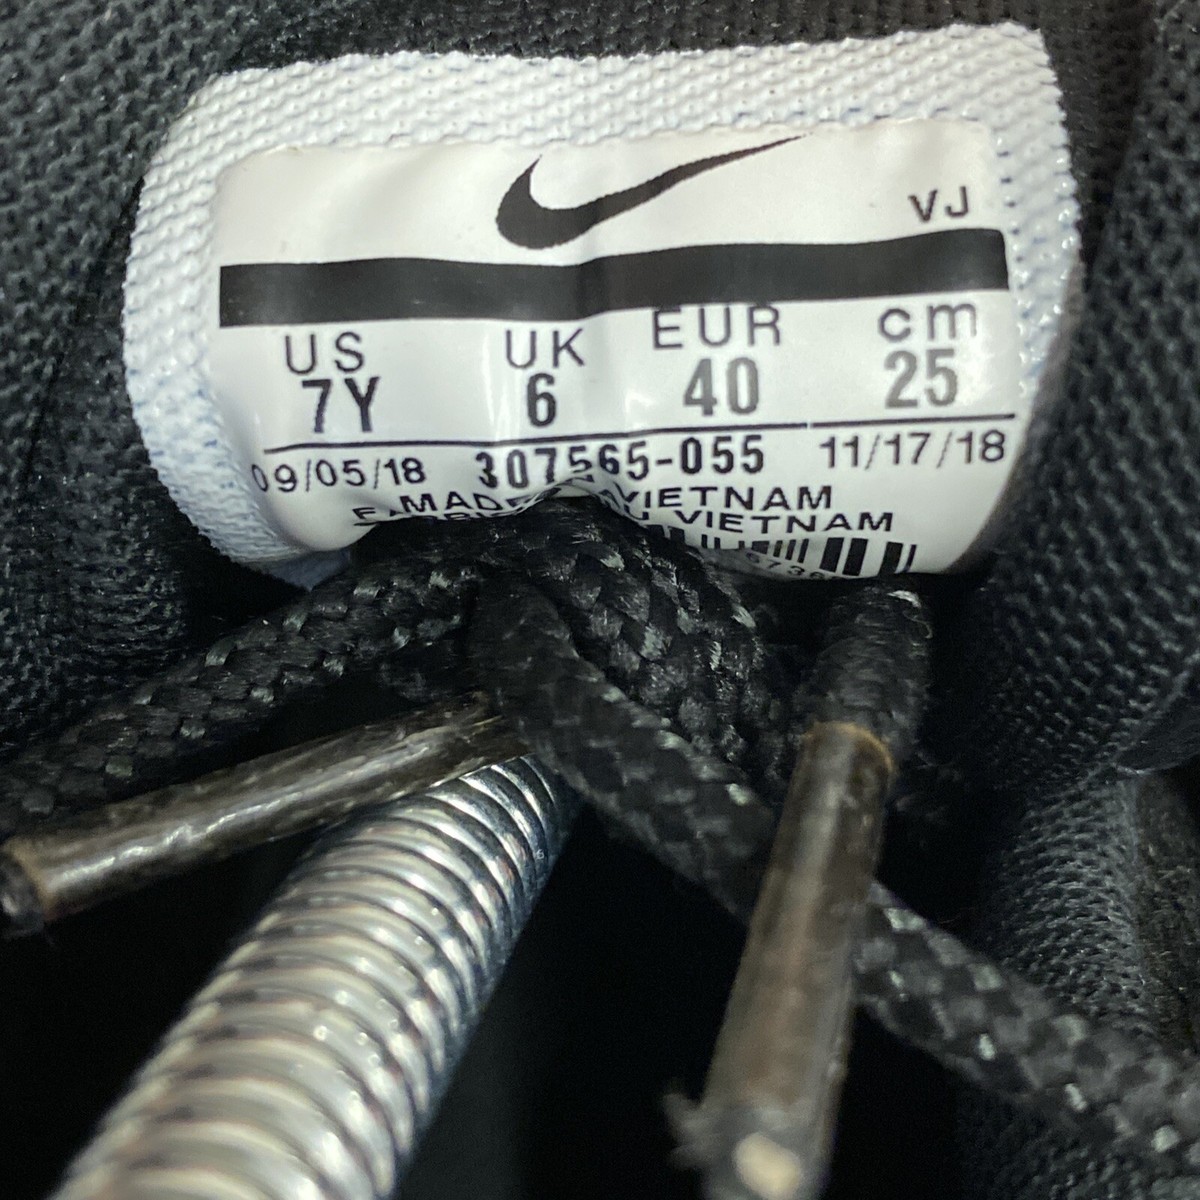 VJ
US UK EUR cm
7Y 6 40 25
09/05/18 307565-055 11/17/18
MADE VIETNAM
VIETNAM